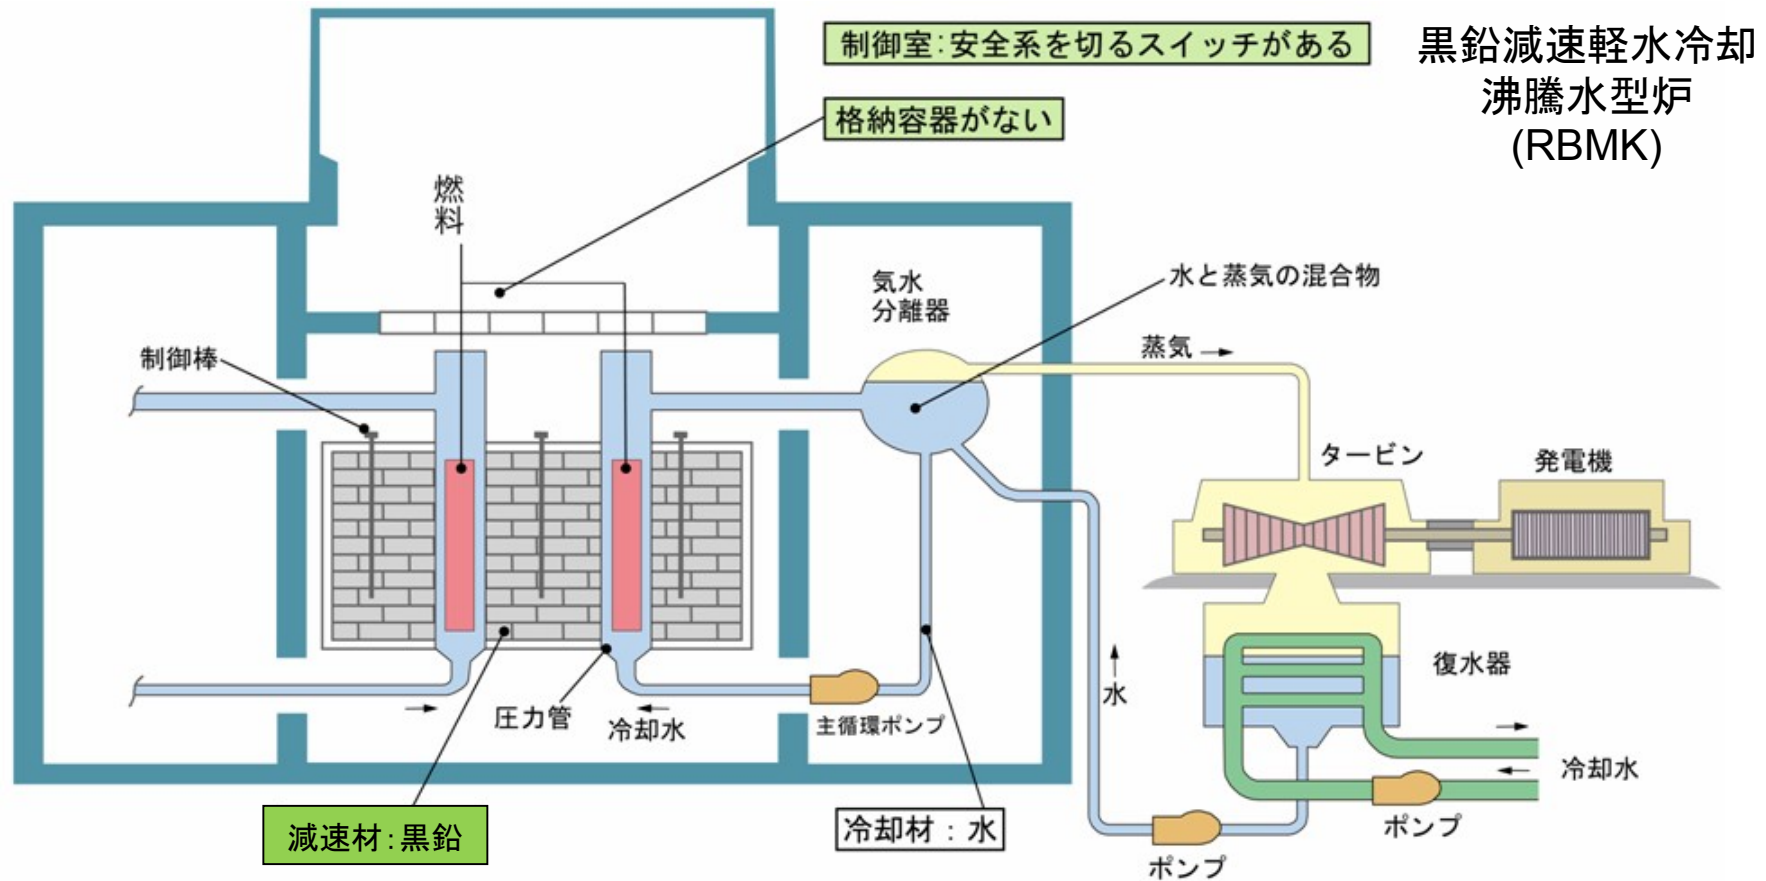 制御室：安全系を切るスイッチがある
黒鉛減速軽水冷却
沸騰水型炉
(RBMK)
格納容器がない
燃料
気水
分離器
水と蒸気の混合物
制御棒
蒸気
タービン
発電機
復水器
水
圧力管
冷却水
主循環ポンプ
冷却水
減速材：黒鉛
冷却材：水
ポンプ
ポンプ